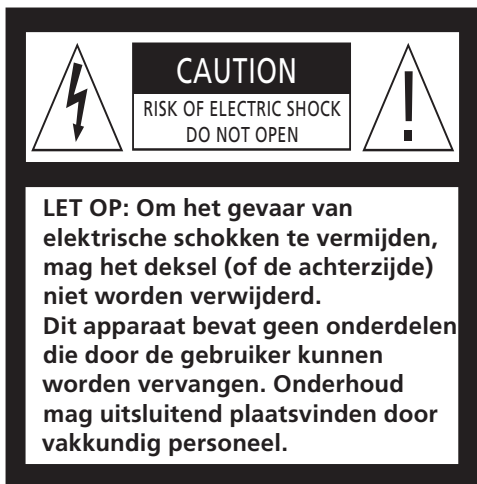 CAUTION
RISK OF ELECTRIC SHOCK
DO NOT OPEN
LET OP: Om het gevaar van
elektrische schokken te vermijden,
mag het deksel (of de achterzijde)
niet worden verwijderd.
Dit apparaat bevat geen onderdelen
die door de gebruiker kunnen
worden vervangen. Onderhoud
mag uitsluitend plaatsvinden door
vakkundig personeel.